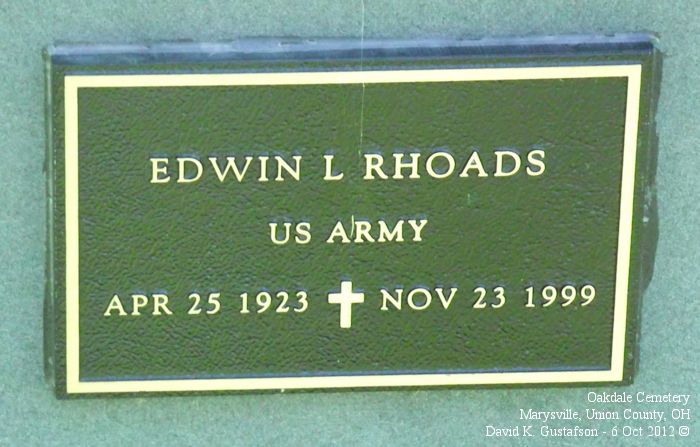 EDWIN L RHOADS
US ARMY
APR 25 1923 NOV 23 1999
Oakdale Cemetery
Marysville, Union County, OH
David K. Gustafson - 6 Oct 2012 ©